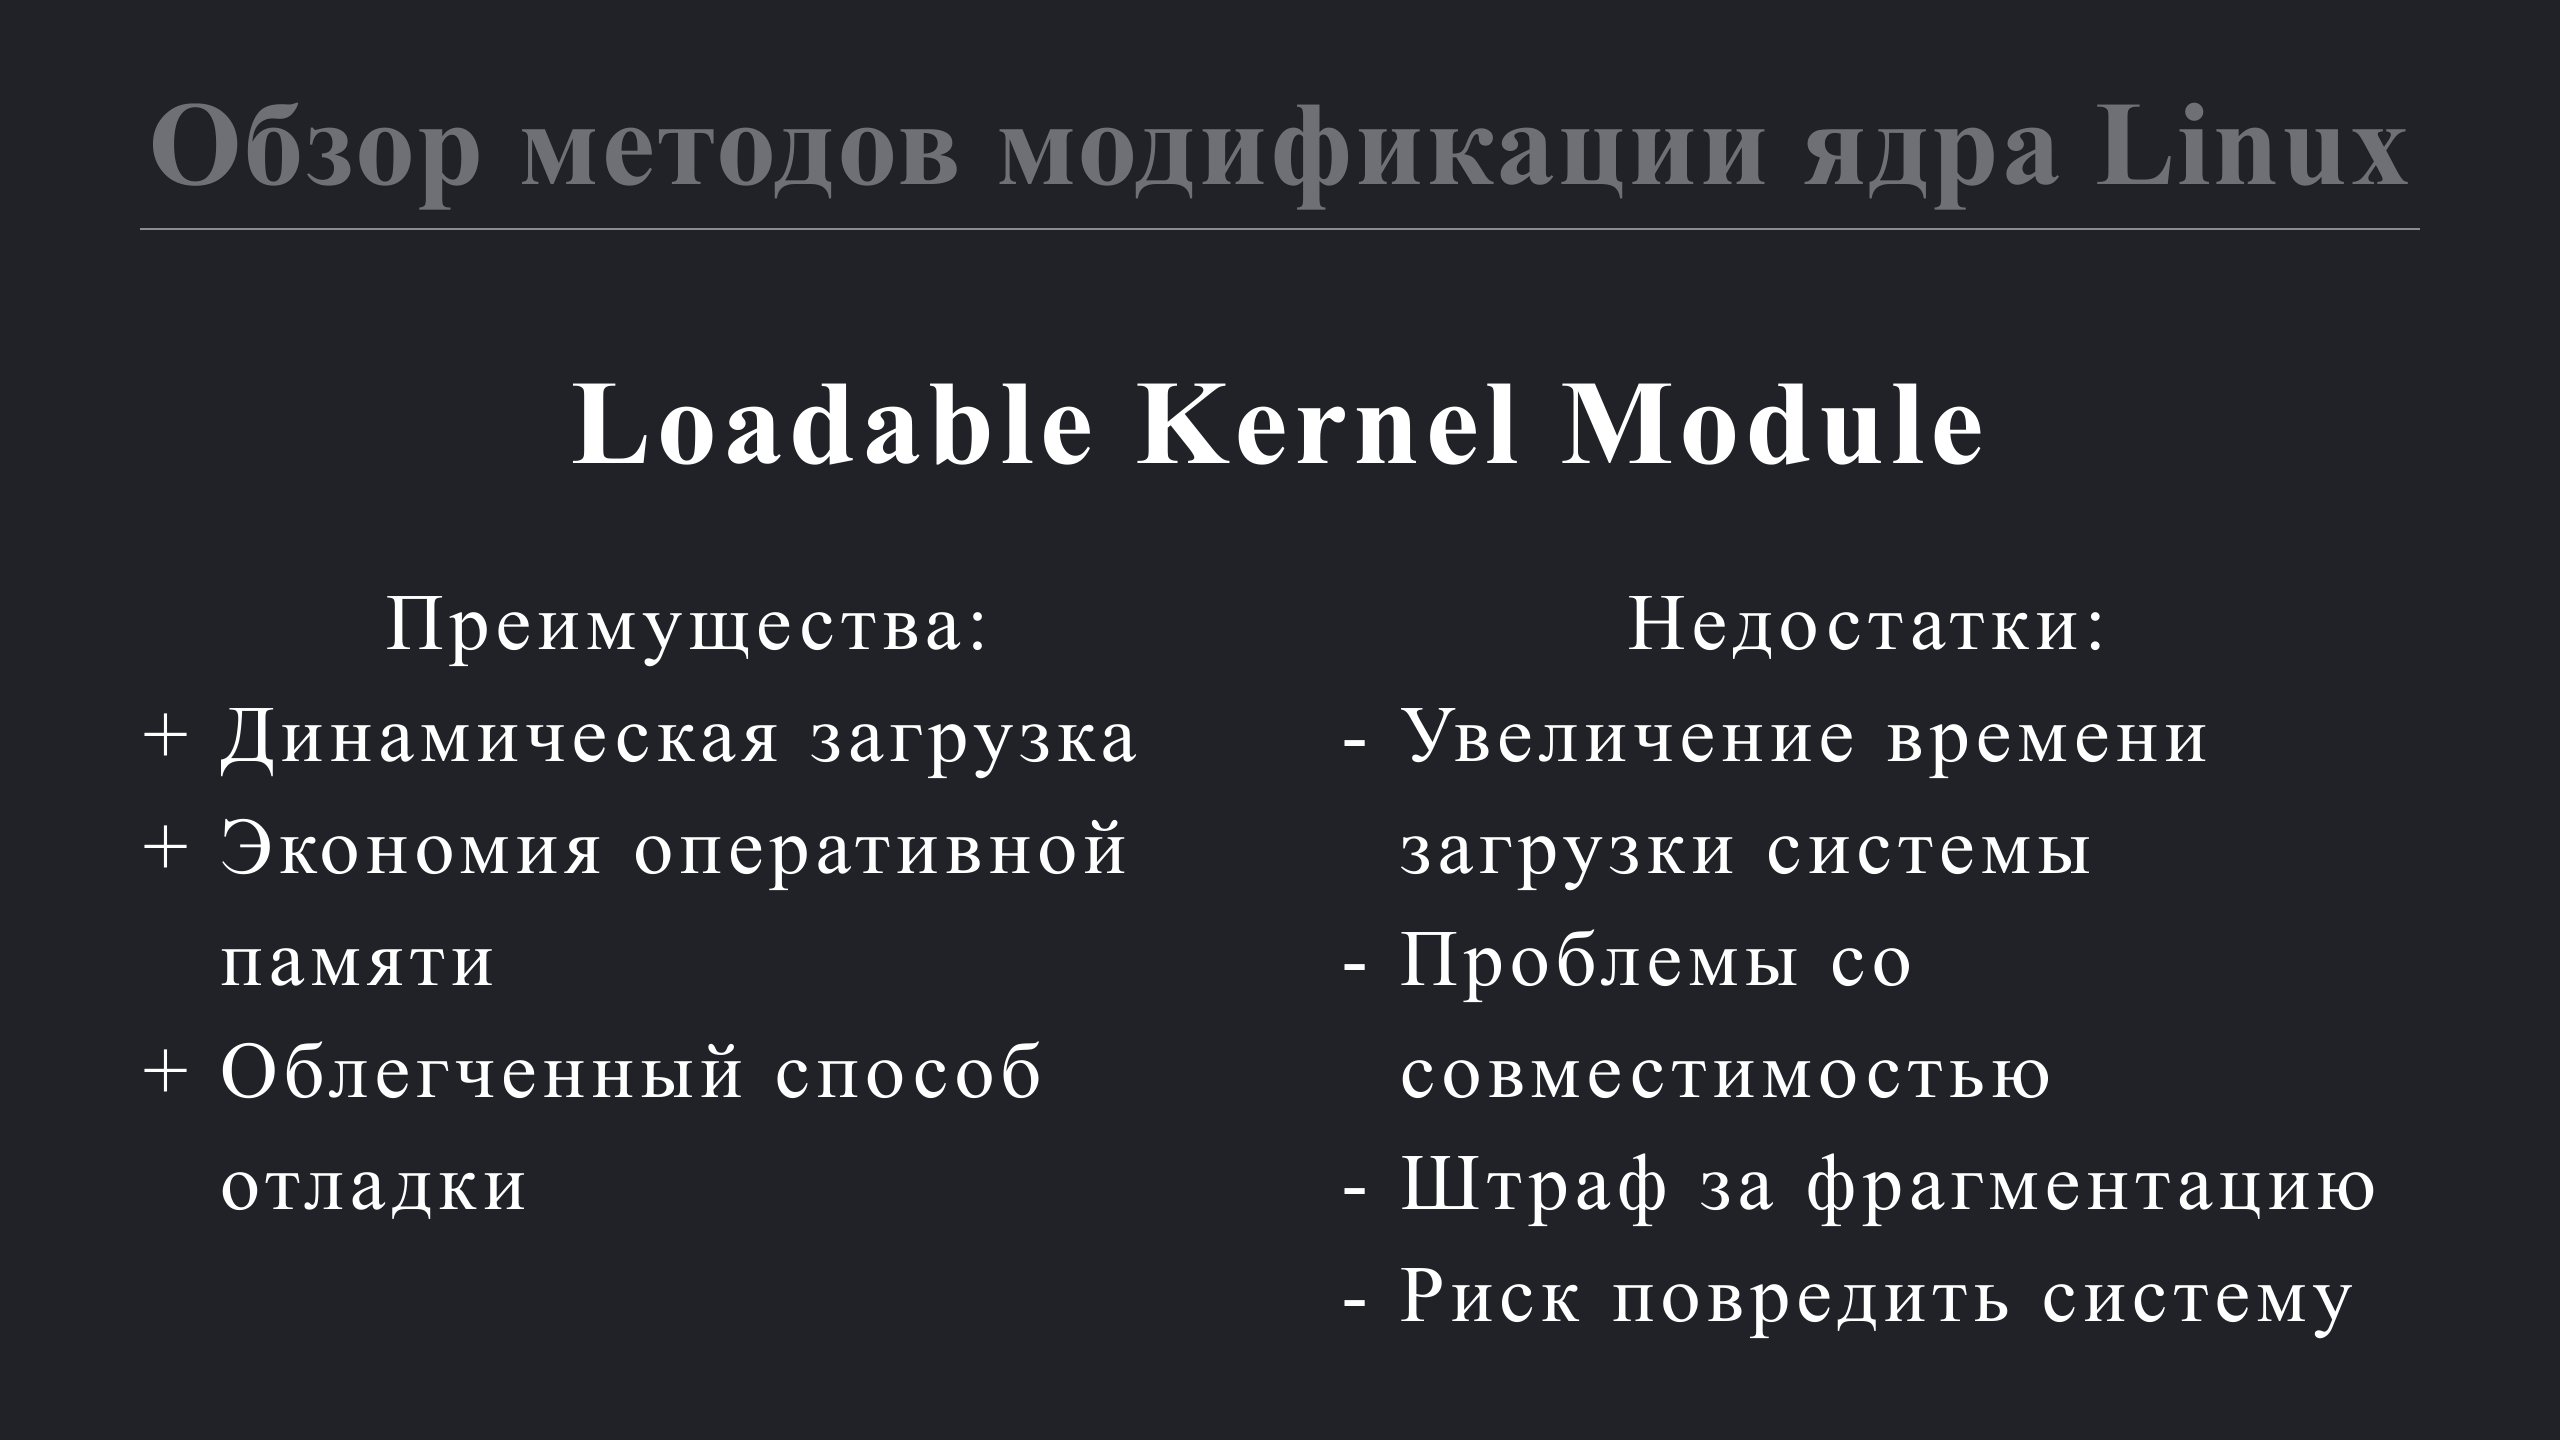 Обзор методов модификации ядра Linux
Loadable Kernel Module
Преимущества:
+ Динамическая загрузка
+ Экономия оперативной
памяти
+ Облегченный способ
отладки
Недостатки:
- Увеличение времени
загрузки системы
- Проблемы со
совместимостью
- Штраф за фрагментацию
- Риск повредить систему